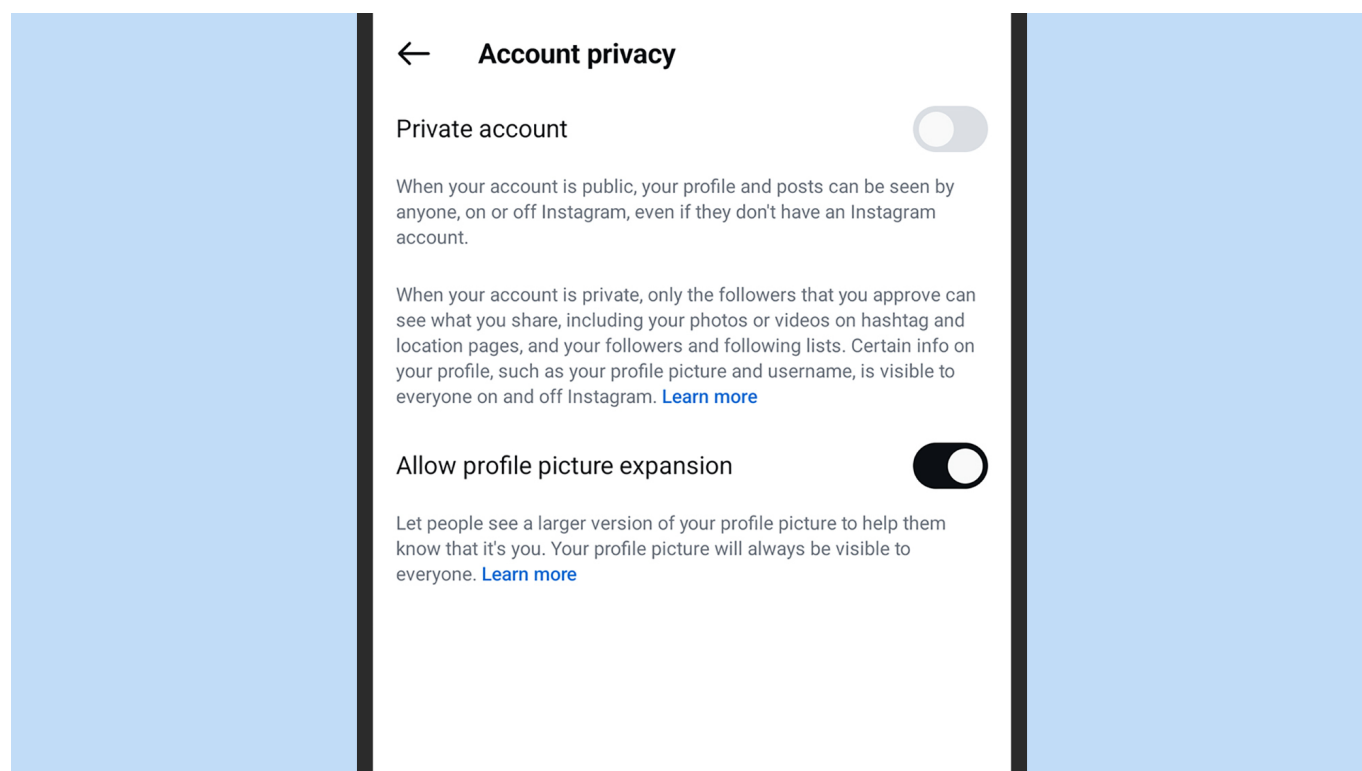 Account privacy
Private account
When your account is public, your profile and posts can be seen by
anyone, on or off Instagram, even if they don't have an Instagram
account.
When your account is private, only the followers that you approve can
see what you share, including your photos or videos on hashtag and
location pages, and your followers and following lists. Certain info on
your profile, such as your profile picture and username, is visible to
everyone on and off Instagram. Learn more
Allow profile picture expansion
Let people see a larger version of your profile picture to help them
know that it's you. Your profile picture will always be visible to
everyone. Learn more